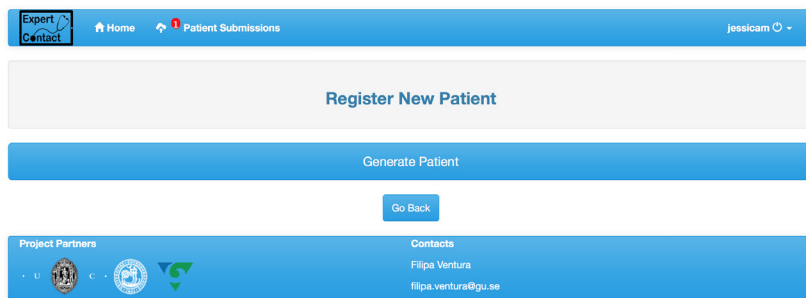 Expert
Contact
Home
1
Patient Submissions
jessicam
Register New Patient
Generate Patient
Go Back
Project Partners
Contacts
· U C ·
Filipa Ventura
filipa.ventura@gu.se